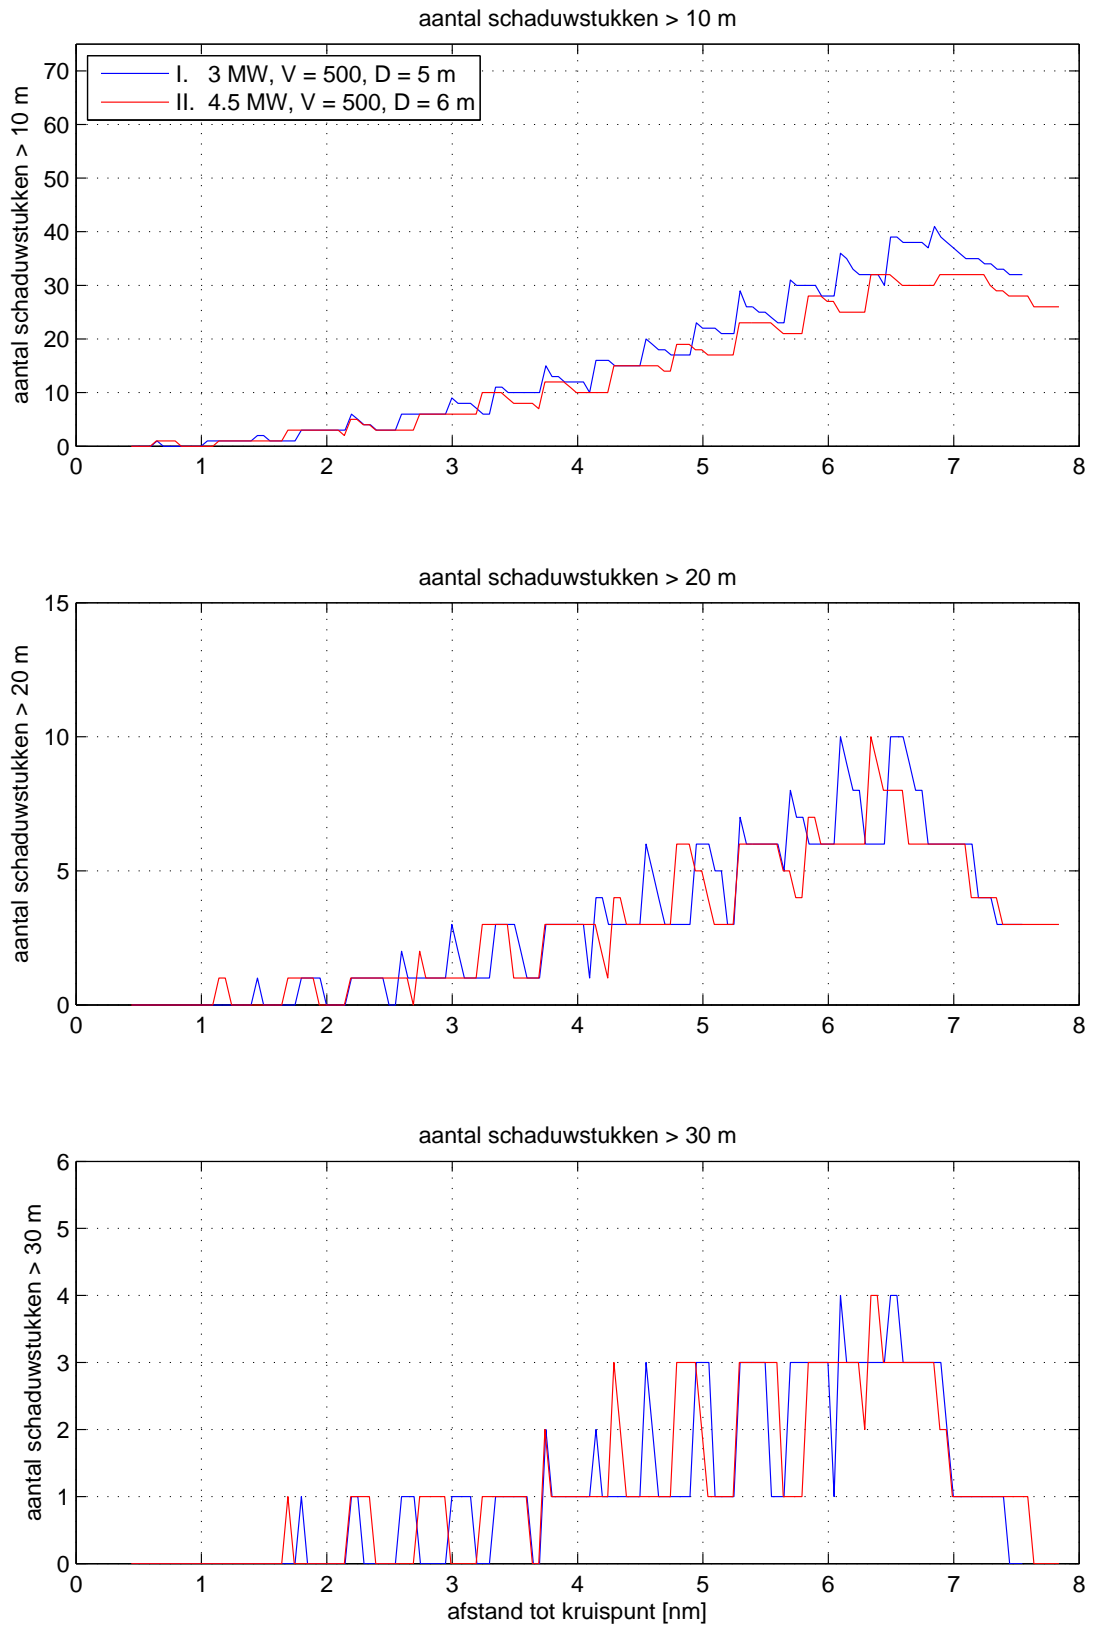 aantal schaduwstukken > 10 m
aantal schaduwstukken > 10 m
70
60
50
40
30
20
10
0
I. 3 MW, V = 500, D = 5 m
II. 4.5 MW, V = 500, D = 6 m
0 1 2 3 4 5 6 7 8
aantal schaduwstukken > 20 m
aantal schaduwstukken > 20 m
15
10
5
0
0 1 2 3 4 5 6 7 8
aantal schaduwstukken > 30 m
aantal schaduwstukken > 30 m
6
5
4
3
2
1
0
0 1 2 3 4 5 6 7 8
afstand tot kruispunt [nm]